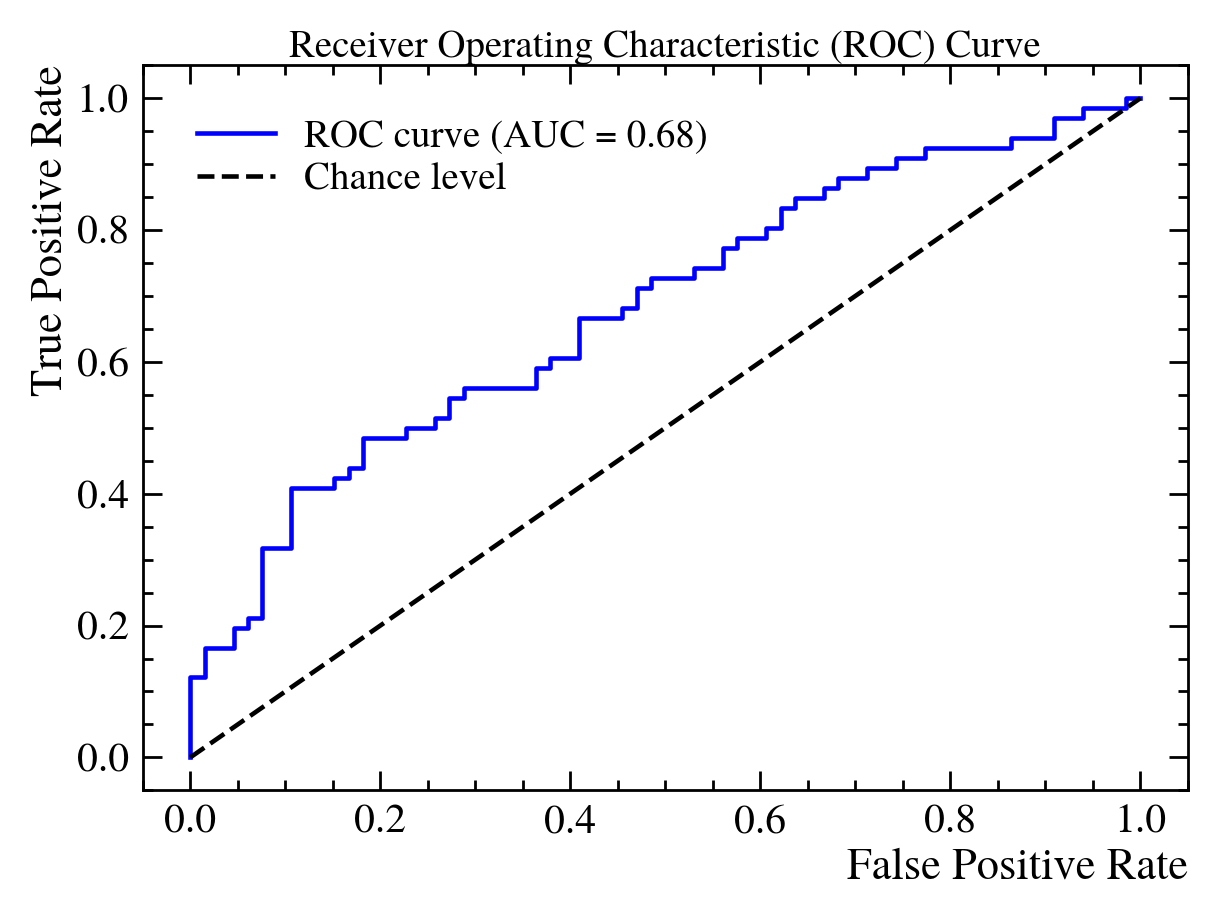 Receiver Operating Characteristic (ROC) Curve
True Positive Rate
1.0
0.8
0.6
0.4
0.2
0.0
ROC curve (AUC = 0.68)
Chance level
0.0 0.2 0.4 0.6 0.8 1.0
False Positive Rate